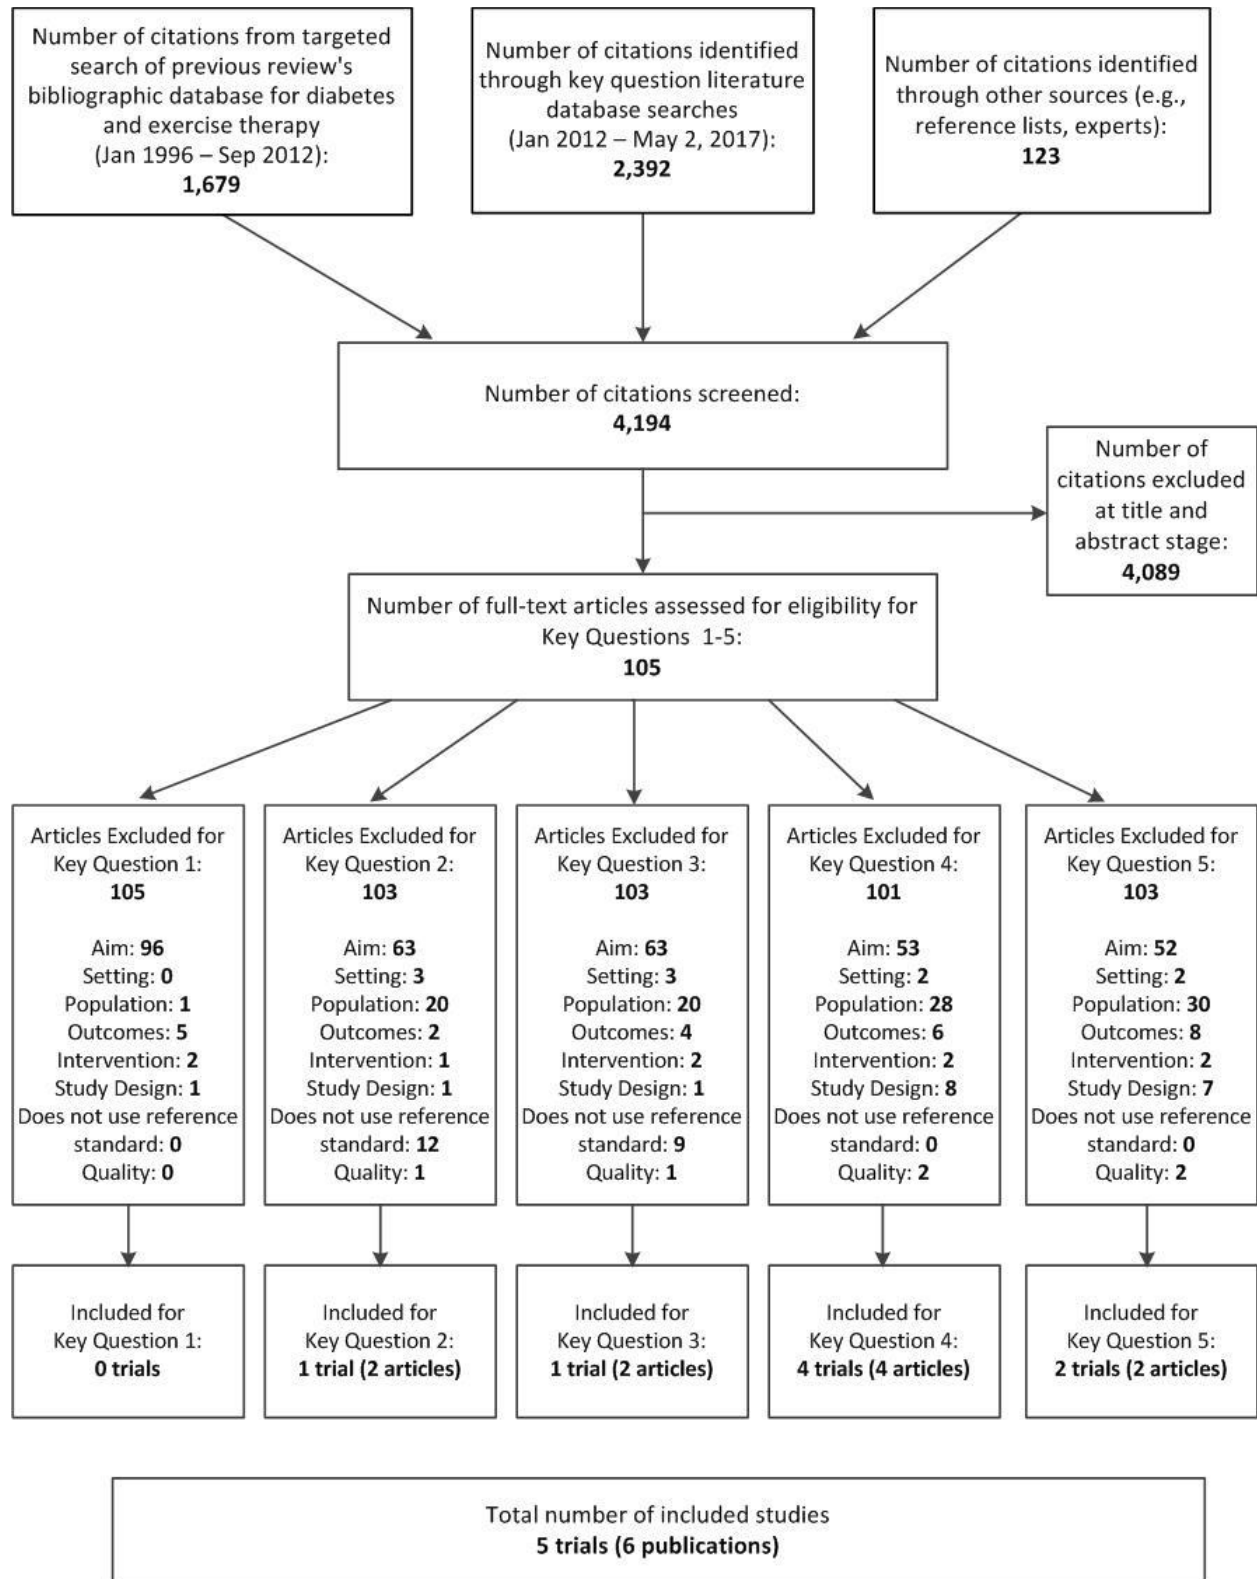 Number of citations from targeted
search of previous review's
bibliographic database for diabetes
and exercise therapy
(Jan 1996 – Sep 2012):
1,679
Number of citations identified
through key question literature
database searches
(Jan 2012 – May 2, 2017):
2,392
Number of citations identified
through other sources (e.g.,
reference lists, experts):
123
Number of citations screened:
4,194
Number of
citations excluded
at title and
abstract stage:
4,089
Number of full-text articles assessed for eligibility for
Key Questions 1-5:
105
Articles Excluded for
Key Question 1:
105
Aim: 96
Setting: 0
Population: 1
Outcomes: 5
Intervention: 2
Study Design: 1
Does not use reference
standard: 0
Quality: 0
Articles Excluded for
Key Question 2:
103
Aim: 63
Setting: 3
Population: 20
Outcomes: 2
Intervention: 1
Study Design: 1
Does not use reference
standard: 12
Quality: 1
Articles Excluded for
Key Question 3:
103
Aim: 63
Setting: 3
Population: 20
Outcomes: 4
Intervention: 2
Study Design: 1
Does not use reference
standard: 9
Quality: 1
Articles Excluded for
Key Question 4:
101
Aim: 53
Setting: 2
Population: 28
Outcomes: 6
Intervention: 2
Study Design: 8
Does not use reference
standard: 0
Quality: 2
Articles Excluded for
Key Question 5:
103
Aim: 52
Setting: 2
Population: 30
Outcomes: 8
Intervention: 2
Study Design: 7
Does not use reference
standard: 0
Quality: 2
Included for
Key Question 1:
0 trials
Included for
Key Question 2:
1 trial (2 articles)
Included for
Key Question 3:
1 trial (2 articles)
Included for
Key Question 4:
4 trials (4 articles)
Included for
Key Question 5:
2 trials (2 articles)
Total number of included studies
5 trials (6 publications)